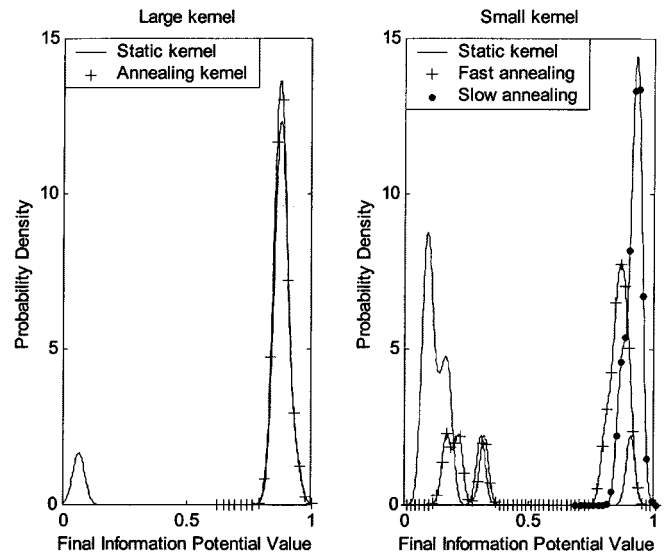 Large kernel
Static kernel
Annealing kernel
15
10
5
0
Probability Density
0
0.5
1
Final Information Potential Value
Small kernel
Static kernel
Fast annealing
Slow annealing
15
10
5
0
Probability Density
0
0.5
1
Final Information Potential Value